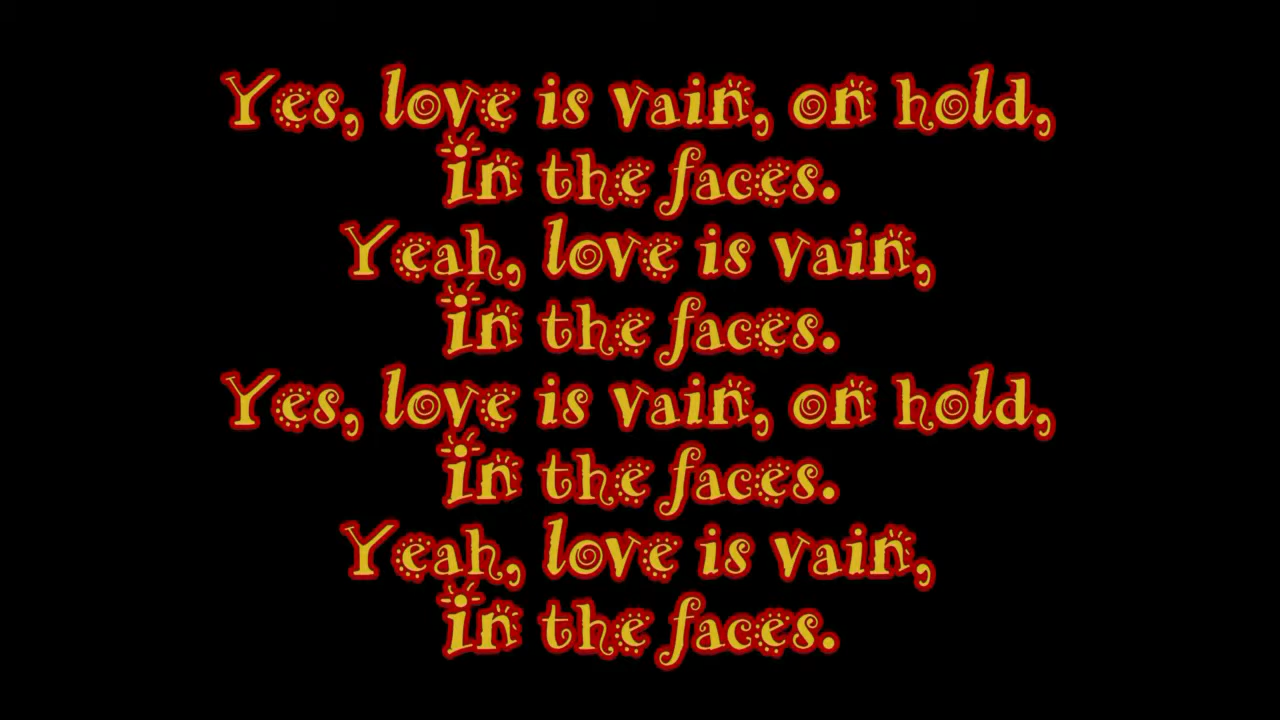 Yes, love is vain, on hold,
in the faces.
Yeah, love is vain,
in the faces.
Yes, love is vain, on hold,
in the faces.
Yeah, love is vain,
in the faces.